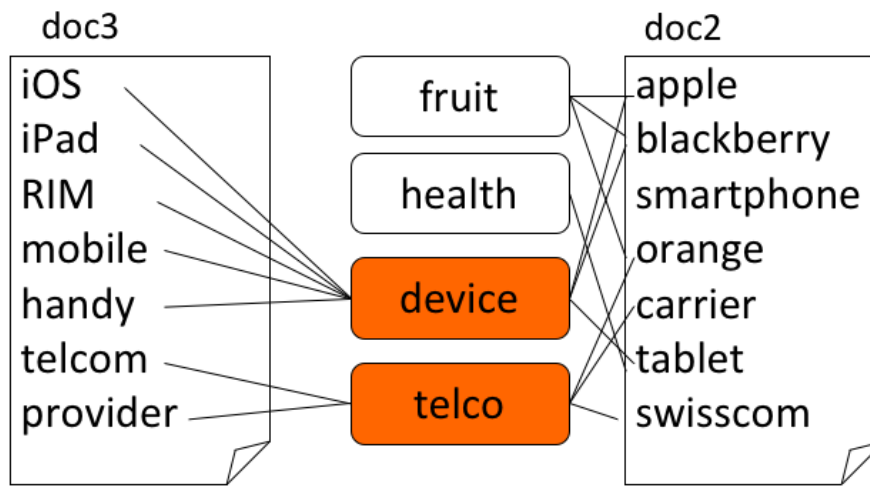 doc3
iOS
iPad
RIM
mobile
handy
telcom
provider
fruit
health
device
telco
doc2
apple
blackberry
smartphone
orange
carrier
tablet
swisscom